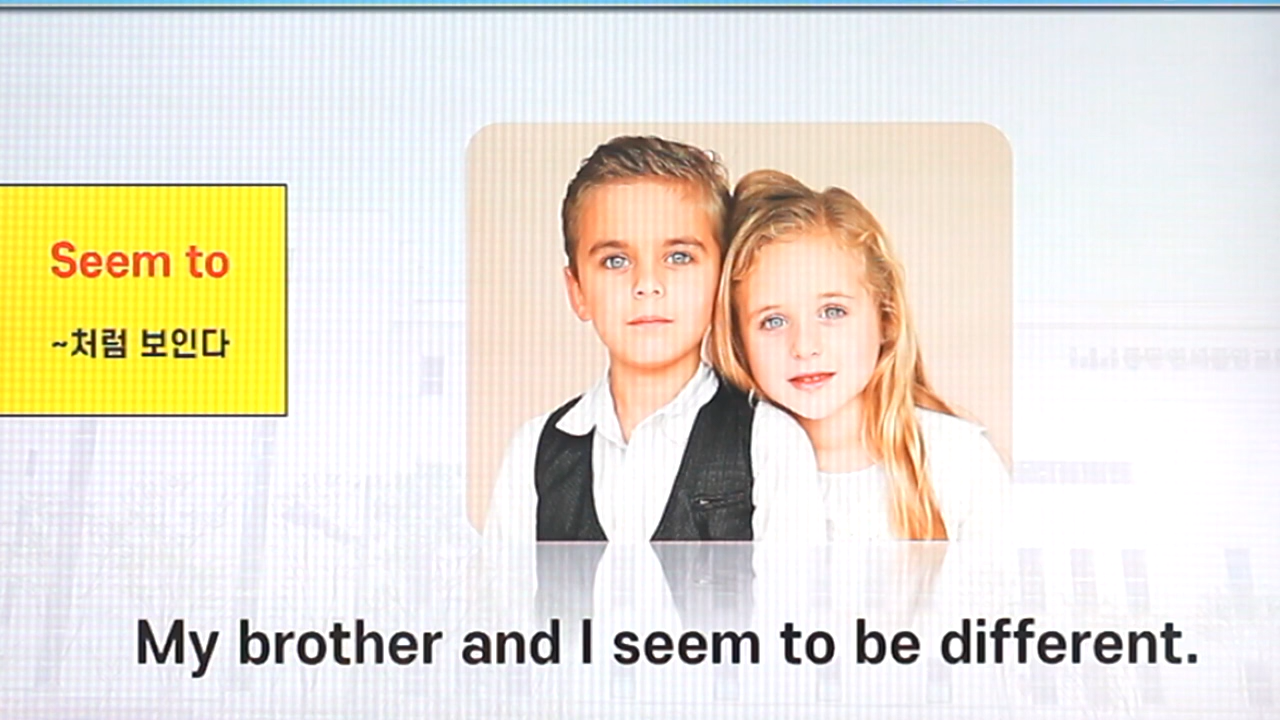 Seem to
~처럼 보인다
My brother and I seem to be different.